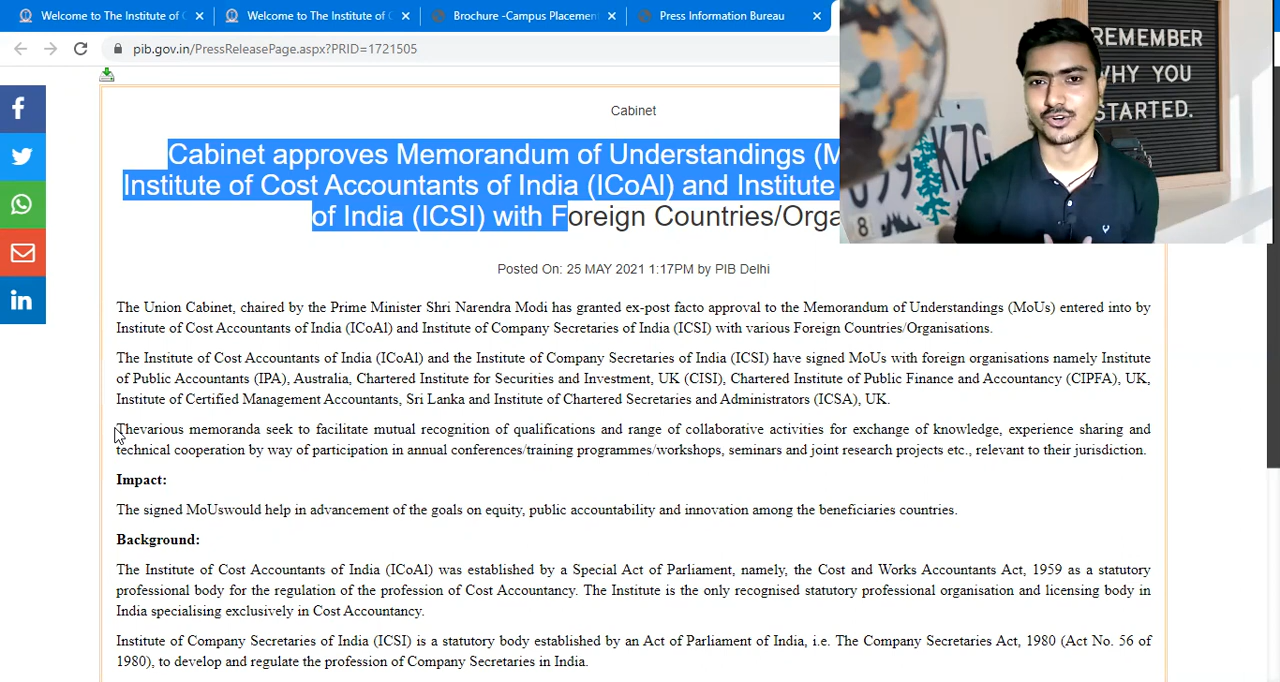 Welcome to The Institute of C
Welcome to The Institute of C
Brochure -Campus Placemen
Press Information Bureau
pib.gov.in/PressReleasePage.aspx?PRID=1721505
REMEMBER
WHY YOU
STARTED.
KZG
8
Cabinet
Cabinet approves Memorandum of Understandings (M
Institute of Cost Accountants of India (ICoAl) and Institute
of India (ICSI) with Foreign Countries/Orga
Posted On: 25 MAY 2021 1:17PM by PIB Delhi
The Union Cabinet, chaired by the Prime Minister Shri Narendra Modi has granted ex-post facto approval to the Memorandum of Understandings (MoUs) entered into by
Institute of Cost Accountants of India (ICoAl) and Institute of Company Secretaries of India (ICSI) with various Foreign Countries/Organisations.
The Institute of Cost Accountants of India (ICoAl) and the Institute of Company Secretaries of India (ICSI) have signed MoUs with foreign organisations namely Institute
of Public Accountants (IPA), Australia, Chartered Institute for Securities and Investment, UK (CISI), Chartered Institute of Public Finance and Accountancy (CIPFA), UK,
Institute of Certified Management Accountants, Sri Lanka and Institute of Chartered Secretaries and Administrators (ICSA), UK.
Thevarious memoranda seek to facilitate mutual recognition of qualifications and range of collaborative activities for exchange of knowledge, experience sharing and
technical cooperation by way of participation in annual conferences/training programmes/workshops, seminars and joint research projects etc., relevant to their jurisdiction.
Impact:
The signed MoUswould help in advancement of the goals on equity, public accountability and innovation among the beneficiaries countries.
Background:
The Institute of Cost Accountants of India (ICoAl) was established by a Special Act of Parliament, namely, the Cost and Works Accountants Act, 1959 as a statutory
professional body for the regulation of the profession of Cost Accountancy. The Institute is the only recognised statutory professional organisation and licensing body in
India specialising exclusively in Cost Accountancy.
Institute of Company Secretaries of India (ICSI) is a statutory body established by an Act of Parliament of India, i.e. The Company Secretaries Act, 1980 (Act No. 56 of
1980), to develop and regulate the profession of Company Secretaries in India.